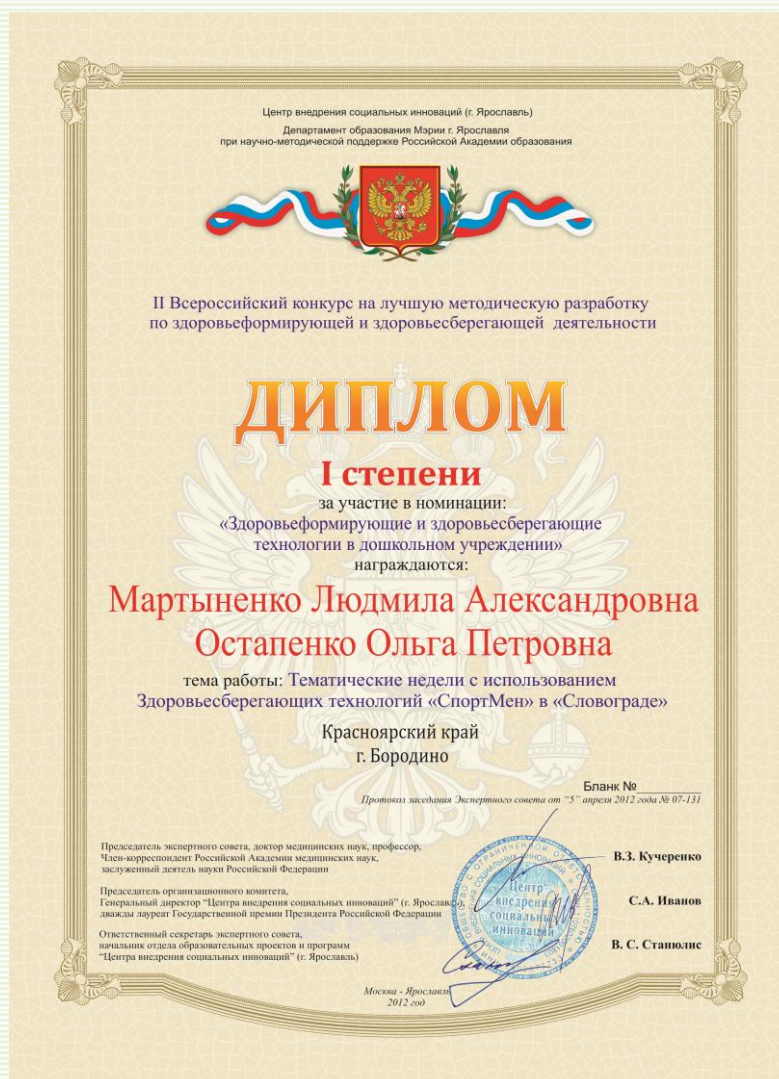 Центр внедрения социальных инноваций (г. Ярославль)
Департамент образования Мэрии г. Ярославля
при научно-методической поддержке Российской Академии образования
II Всероссийский конкурс на лучшую методическую разработку
по здоровьеформирующей и здоровьесберегающей деятельности
ДИПЛОМ
I степени
за участие в номинации:
«Здоровьеформирующие и здоровьесберегающие
технологии в дошкольном учреждении»
награждаются:
Мартыненко Людмила Александровна
Остапенко Ольга Петровна
тема работы: Тематические недели с использованием
Здоровьесберегающих технологий «СпортМен» в «Словограде»
Красноярский край
г. Бородино
Бланк №
Протокол заседания Экспертного совета от "5" апреля 2012 года № 07-131
Председатель экспертного совета, доктор медицинских наук, профессор,
Член-корреспондент Российской Академии медицинских наук,
заслуженный деятель науки Российской Федерации
В.З. Кучеренко
Председатель организационного комитета,
Генеральный директор "Центра внедрения социальных инноваций" (г. Ярославль),
дважды лауреат Государственной премии Президента Российской Федерации
С.А. Иванов
Ответственный секретарь экспертного совета,
начальник отдела образовательных проектов и программ
"Центра внедрения социальных инноваций" (г. Ярославль)
В. С. Станюлис
Центр
внедрения
социальных
инноваций
Москва - Ярославль
2012 год